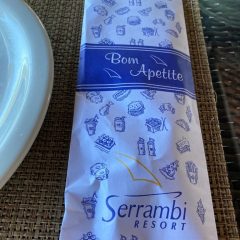 Bom
Apetite
Serrambi
RESORT